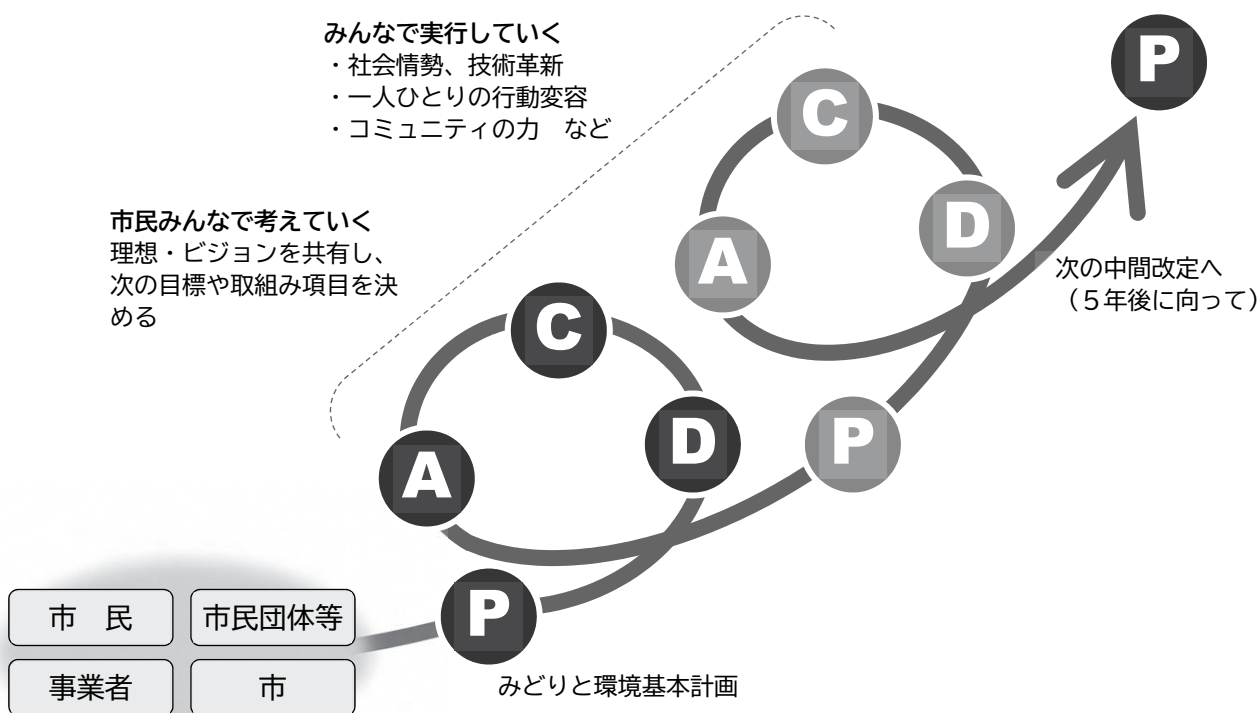 みんなで実行していく
・社会情勢、技術革新
・一人ひとりの行動変容
・コミュニティの力　など
市民みんなで考えていく
理想・ビジョンを共有し、
次の目標や取組み項目を決
める
P
C
D
A
次の中間改定へ
（５年後に向って）
C
D
A
P
P
市　民
市民団体等
事業者
市
みどりと環境基本計画